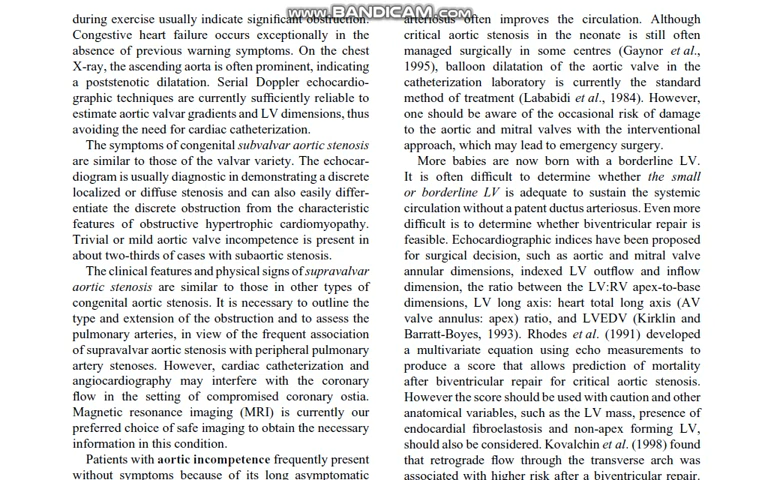 www.BANDICAM.com
during exercise usually indicate significant obstruction.
Congestive heart failure occurs exceptionally in the
absence of previous warning symptoms. On the chest
X-ray, the ascending aorta is often prominent, indicating
a poststenotic dilatation. Serial Doppler echocardio-
graphic techniques are currently sufficiently reliable to
estimate aortic valvar gradients and LV dimensions, thus
avoiding the need for cardiac catheterization.
The symptoms of congenital subvalvar aortic stenosis
are similar to those of the valvar variety. The echocar-
diogram is usually diagnostic in demonstrating a discrete
localized or diffuse stenosis and can also easily differ-
entiate the discrete obstruction from the characteristic
features of obstructive hypertrophic cardiomyopathy.
Trivial or mild aortic valve incompetence is present in
about two-thirds of cases with subaortic stenosis.
The clinical features and physical signs of supravalvar
aortic stenosis are similar to those in other types of
congenital aortic stenosis. It is necessary to outline the
type and extension of the obstruction and to assess the
pulmonary arteries, in view of the frequent association
of supravalvar aortic stenosis with peripheral pulmonary
artery stenoses. However, cardiac catheterization and
angiocardiography may interfere with the coronary
flow in the setting of compromised coronary ostia.
Magnetic resonance imaging (MRI) is currently our
preferred choice of safe imaging to obtain the necessary
information in this condition.
Patients with aortic incompetence frequently present
without symptoms because of its long asymptomatic
arteriosus often improves the circulation. Although
critical aortic stenosis in the neonate is still often
managed surgically in some centres (Gaynor et al.,
1995), balloon dilatation of the aortic valve in the
catheterization laboratory is currently the standard
method of treatment (Lababidi et al., 1984). However,
one should be aware of the occasional risk of damage
to the aortic and mitral valves with the interventional
approach, which may lead to emergency surgery.
More babies are now born with a borderline LV.
It is often difficult to determine whether the small
or borderline LV is adequate to sustain the systemic
circulation without a patent ductus arteriosus. Even more
difficult is to determine whether biventricular repair is
feasible. Echocardiographic indices have been proposed
for surgical decision, such as aortic and mitral valve
annular dimensions, indexed LV outflow and inflow
dimension, the ratio between the LV:RV apex-to-base
dimensions, LV long axis: heart total long axis (AV
valve annulus: apex) ratio, and LVEDV (Kirklin and
Barratt-Boyes, 1993). Rhodes et al. (1991) developed
a multivariate equation using echo measurements to
produce a score that allows prediction of mortality
after biventricular repair for critical aortic stenosis.
However the score should be used with caution and other
anatomical variables, such as the LV mass, presence of
endocardial fibroelastosis and non-apex forming LV,
should also be considered. Kovalchin et al. (1998) found
that retrograde flow through the transverse arch was
associated with higher risk after a biventricular repair.